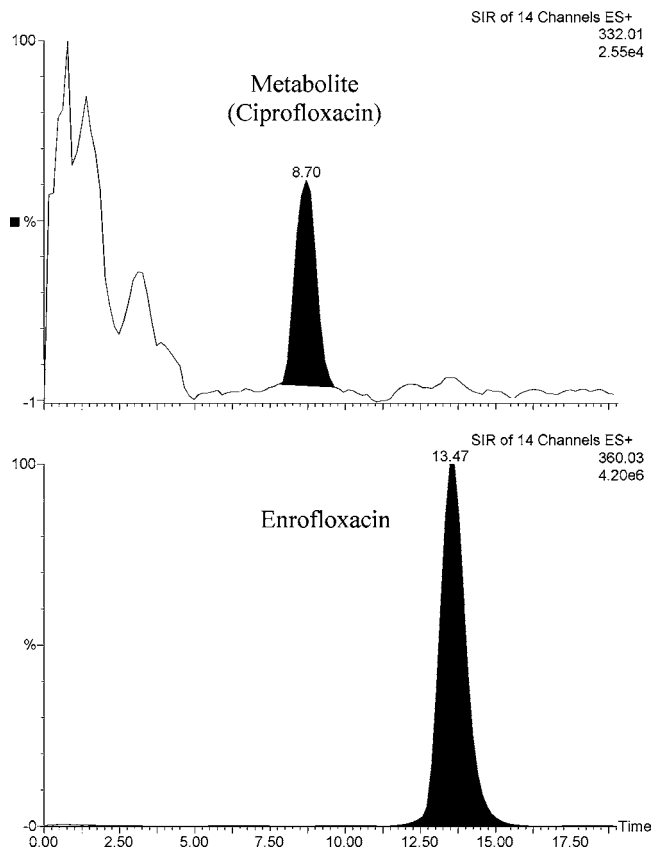 SIR of 14 Channels ES+
332.01
2.55e4
100
Metabolite
(Ciprofloxacin)
8.70
%
-1
SIR of 14 Channels ES+
360.03
4.20e6
13.47
100
Enrofloxacin
%
-0
Time
0.00 2.50 5.00 7.50 10.00 12.50 15.00 17.50